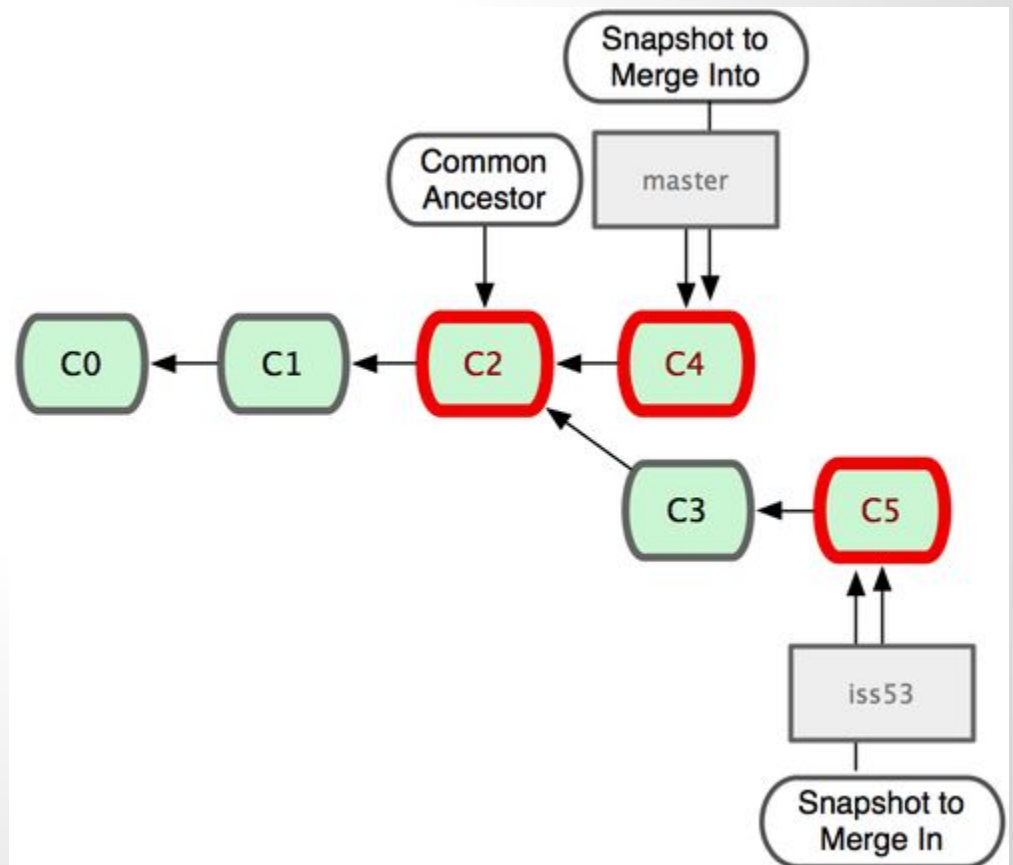 Snapshot to
Merge Into
Common
Ancestor
master
C0
C1
C2
C4
C3
C5
iss53
Snapshot to
Merge In